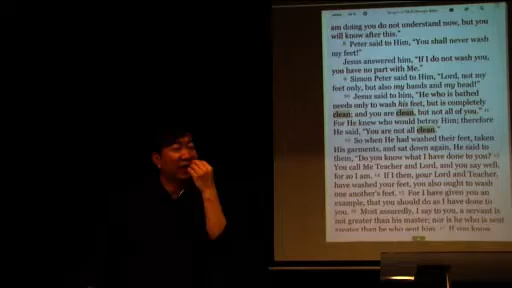 am doing you do not understand now, but you
will know after this."
8 Peter said to Him, "You shall never wash
my feet!"
Jesus answered him, "If I do not wash you,
you have no part with Me."
9 Simon Peter said to Him, "Lord, not my
feet only, but also my hands and my head!"
10 Jesus said to him, "He who is bathed
needs only to wash his feet, but is completely
clean; and you are clean, but not all of you." 11
For He knew who would betray Him; therefore
He said, "You are not all clean."
12 So when He had washed their feet, taken
His garments, and sat down again, He said to
them, "Do you know what I have done to you? 13
You call Me Teacher and Lord, and you say well,
for so I am. 14 If I then, your Lord and Teacher,
have washed your feet, you also ought to wash
one another's feet. 15 For I have given you an
example, that you should do as I have done to
you. 16 Most assuredly, I say to you, a servant is
not greater than his master; nor is he who is sent
greater than he who sent him. 17 If you know